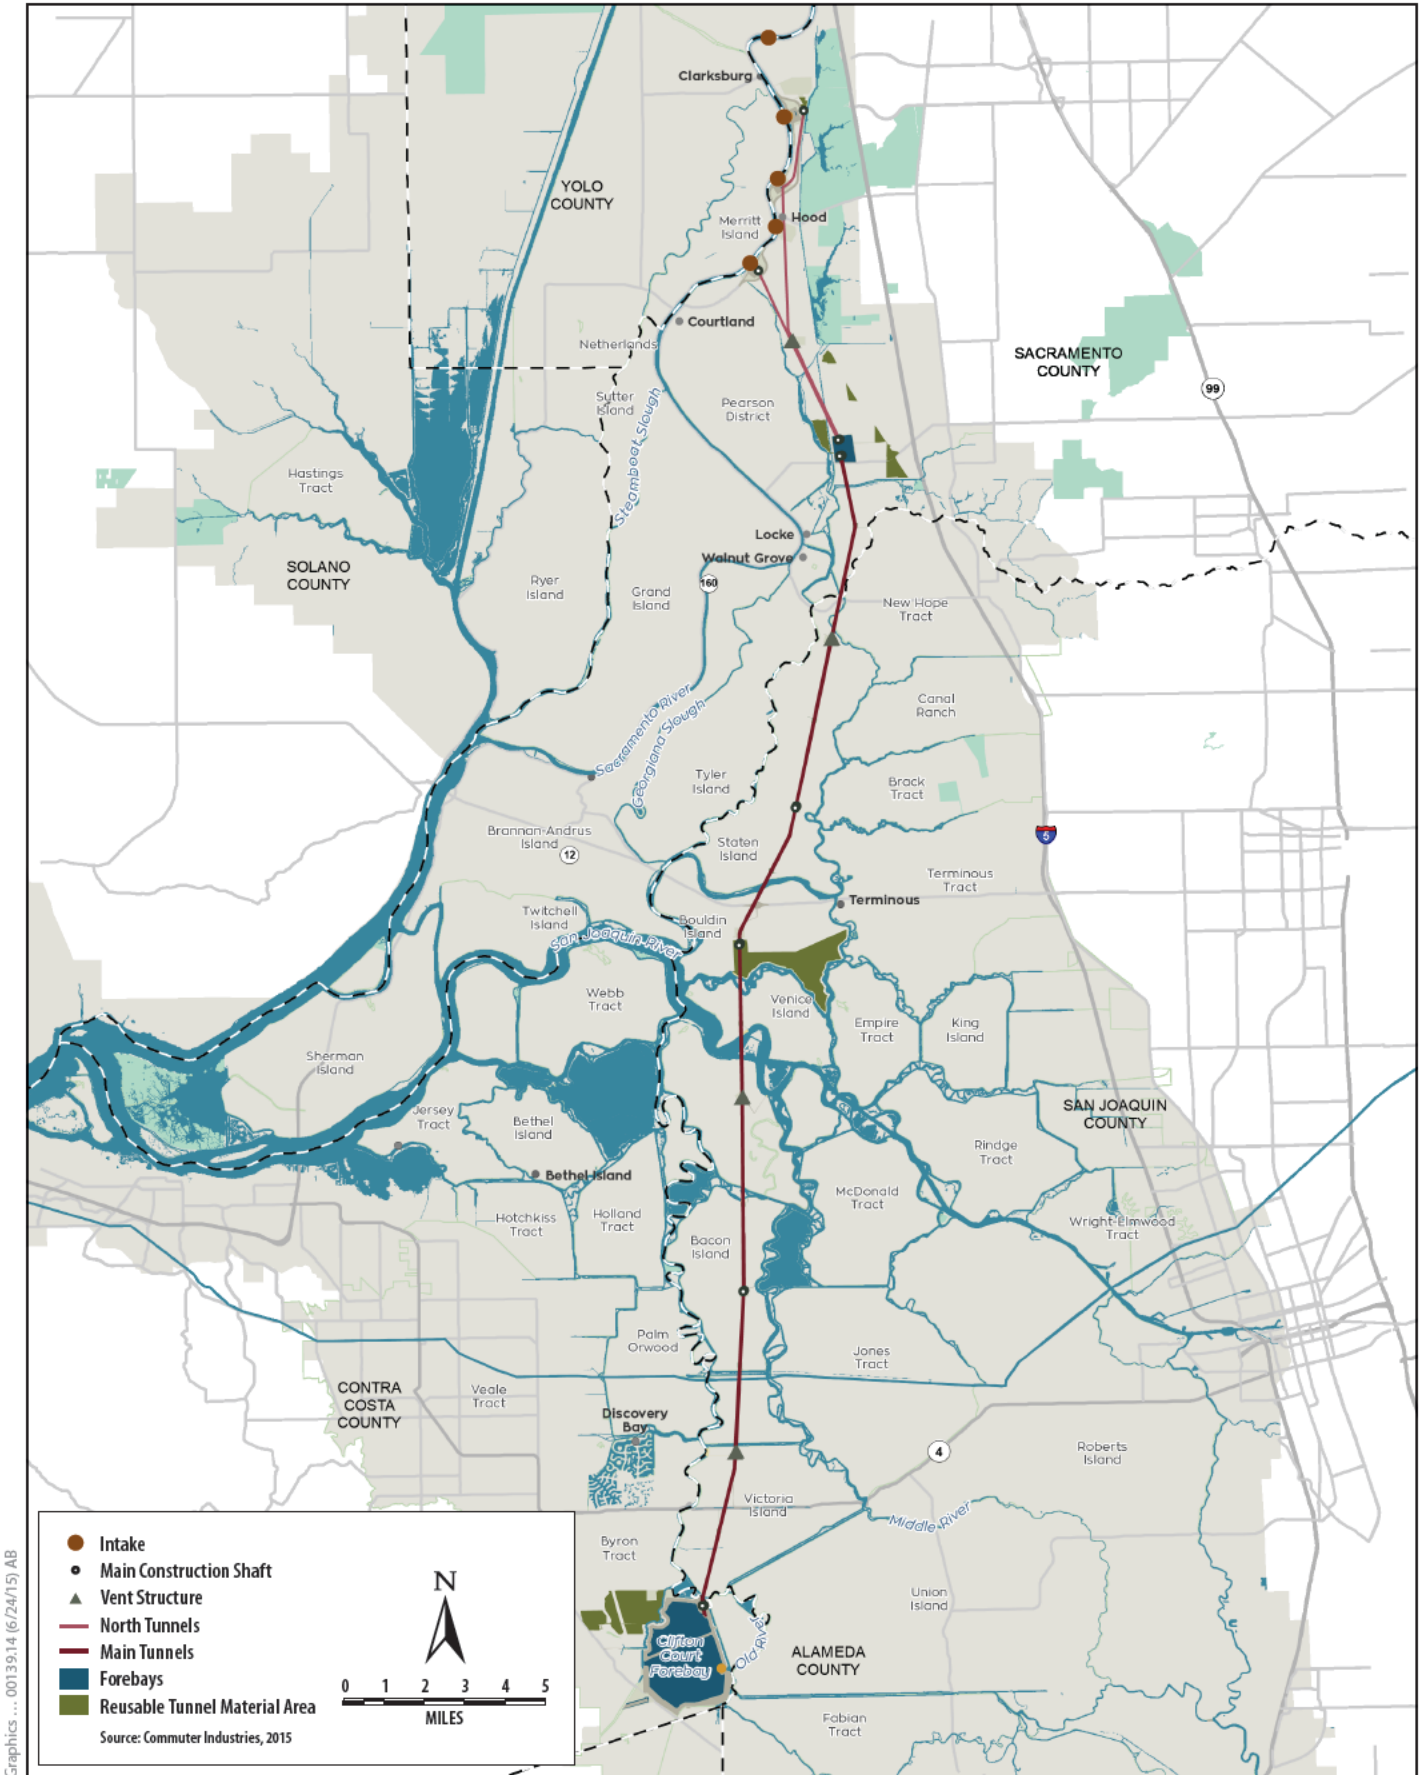 Clarksburg
YOLO
COUNTY
Merritt
Island
Hood
Courtland
Netherlands
SACRAMENTO
COUNTY
99
Sutter
Island
Pearson
District
Steamboat Slough
Hastings
Tract
Locke
Walnut Grove
SOLANO
COUNTY
Ryer
Island
160
Grand
Island
New Hope
Tract
Canal
Ranch
Sacramento River
Georgiana Slough
Tyler
Island
Brack
Tract
Brannan-Andrus
Island
12
Staten
Island
5
Terminous
Tract
Terminous
Twitchell
Island
Bouldin
Island
San Joaquin River
Webb
Tract
Venice
Island
Empire
Tract
King
Island
Sherman
Island
Jersey
Tract
Bethel
Island
SAN JOAQUIN
COUNTY
Rindge
Tract
Bethel Island
McDonald
Tract
Hotchkiss
Tract
Holland
Tract
Wright-Elmwood
Tract
Bacon
Island
Palm
Orwood
Jones
Tract
CONTRA
COSTA
COUNTY
Veale
Tract
Discovery
Bay
4
Roberts
Island
Victoria
Island
Middle River
Byron
Tract
Union
Island
Clifton
Court
Forebay
Old River
ALAMEDA
COUNTY
Fabian
Tract
Intake
Main Construction Shaft
Vent Structure
North Tunnels
Main Tunnels
Forebays
Reusable Tunnel Material Area
Source: Commuter Industries, 2015
N
0 1 2 3 4 5
MILES
Graphics ... 00139.14 (6/24/15) AB